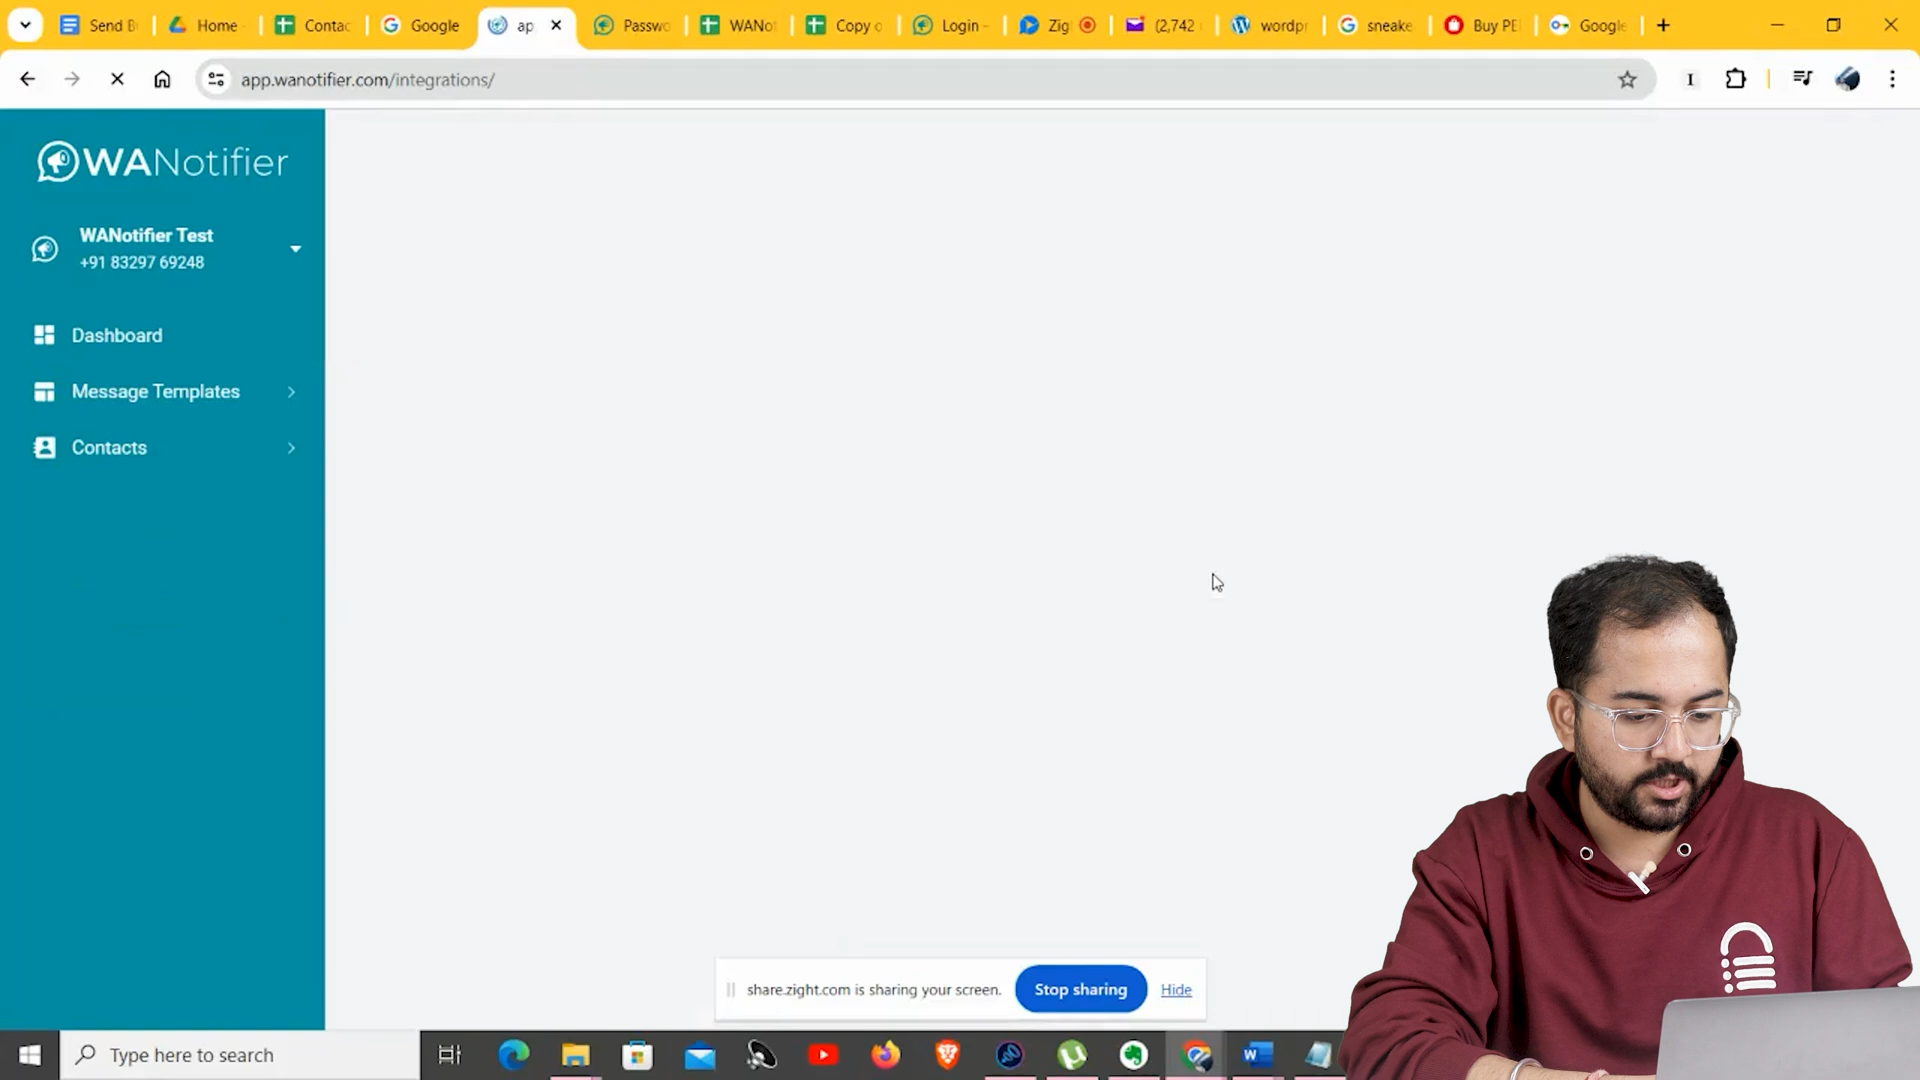 Send B
Home
Contac
Google
ap
Passwo
WANot
Copy o
Login -
Zig
(2,742
wordpr
sneake
Buy PE
Google
app.wanotifier.com/integrations/
WANotifier
WANotifier Test
+91 83297 69248
Dashboard
Message Templates
Contacts
share.zight.com is sharing your screen.
Stop sharing
Hide
Type here to search